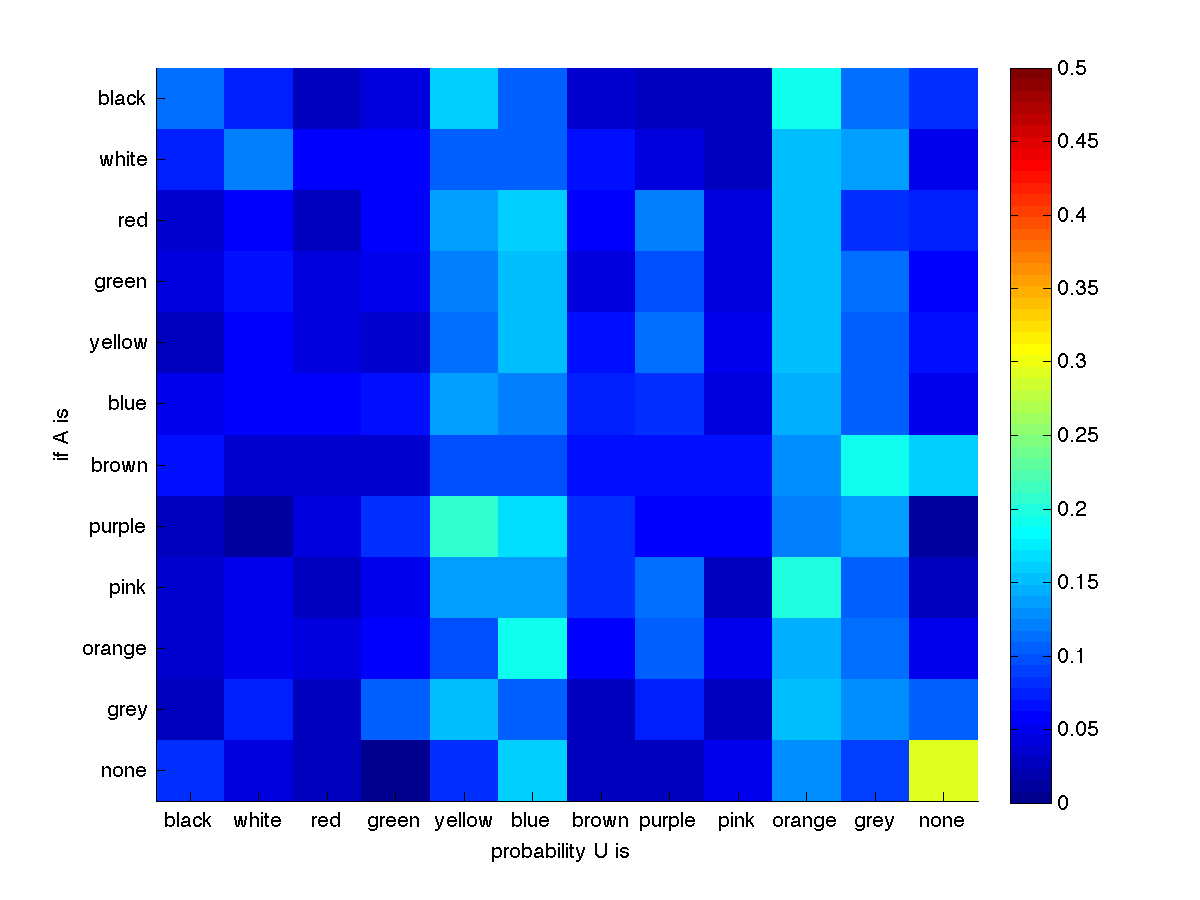 black
white
red
green
yellow
blue
brown
purple
pink
orange
grey
none
if A is
black white red green yellow blue brown purple pink orange grey none
probability U is
0.5
0.45
0.4
0.35
0.3
0.25
0.2
0.15
0.1
0.05
0